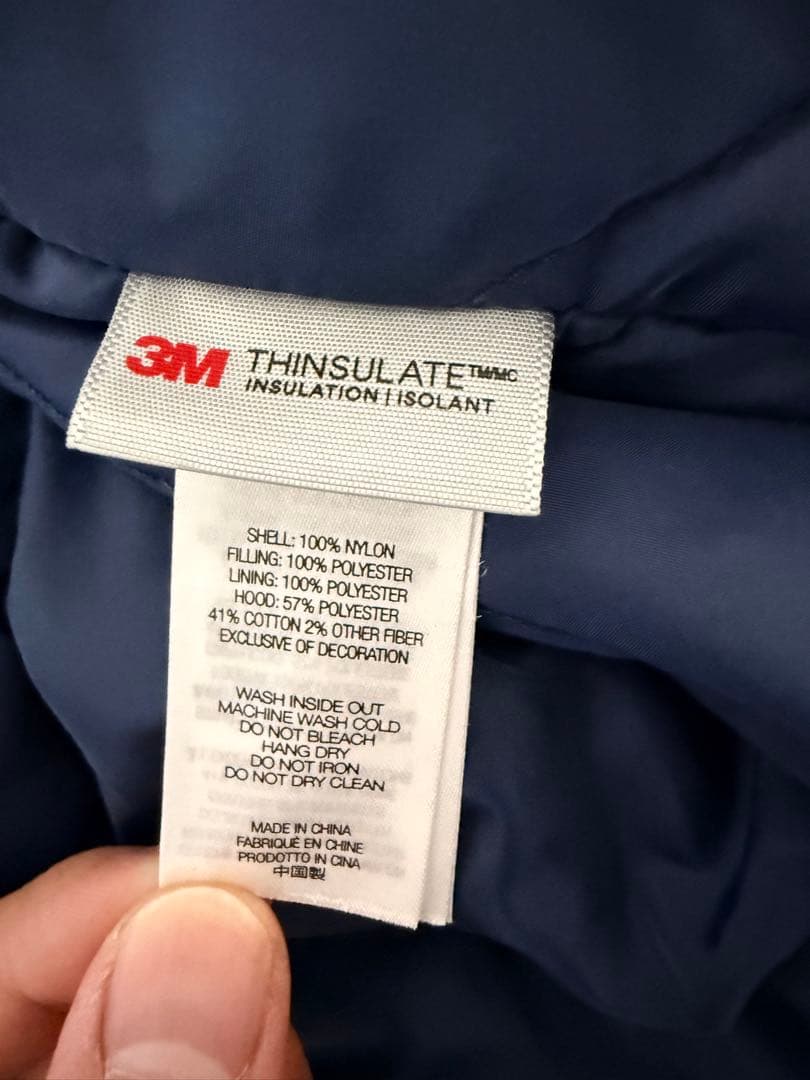 3M THINSULATE™/MC
INSULATION | ISOLANT
SHELL: 100% NYLON
FILLING: 100% POLYESTER
LINING: 100% POLYESTER
HOOD: 57% POLYESTER
41% COTTON 2% OTHER FIBER
EXCLUSIVE OF DECORATION
WASH INSIDE OUT
MACHINE WASH COLD
DO NOT BLEACH
HANG DRY
DO NOT IRON
DO NOT DRY CLEAN
MADE IN CHINA
FABRIQUÉ EN CHINE
PRODOTTO IN CINA
中国製